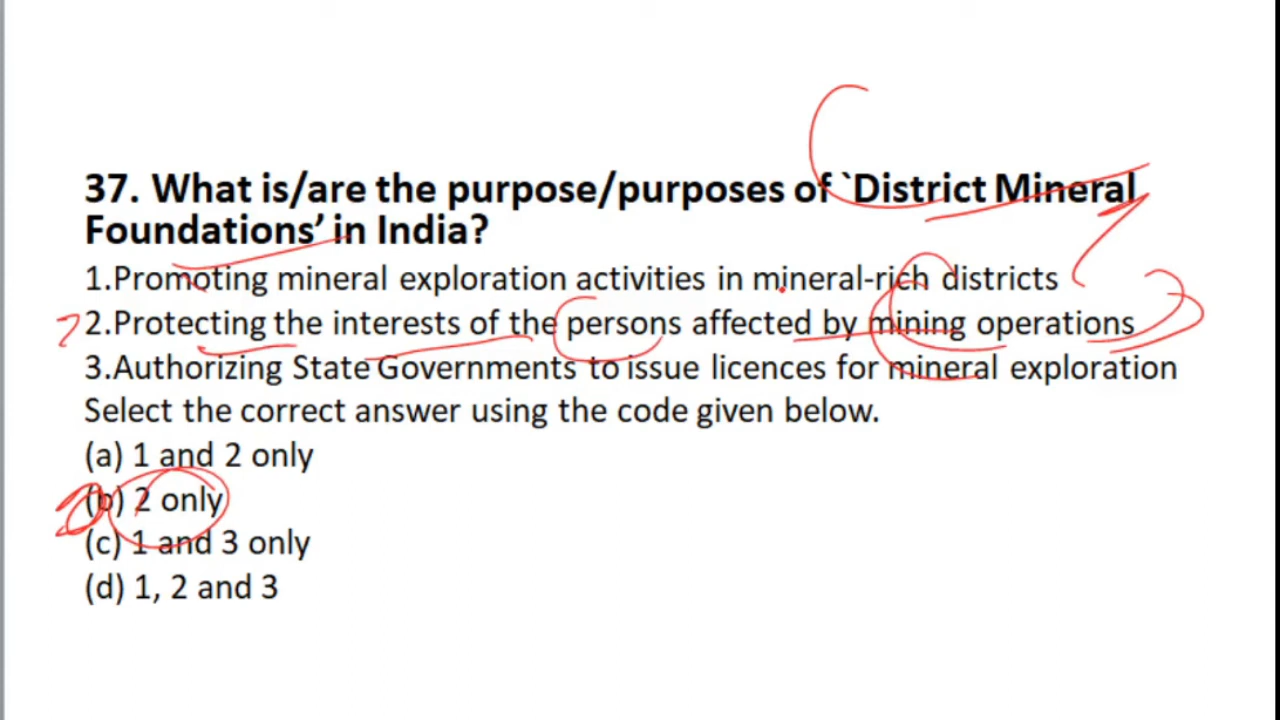 37. What is/are the purpose/purposes of `District Mineral
Foundations’ in India?
1.Promoting mineral exploration activities in mineral-rich districts
2.Protecting the interests of the persons affected by mining operations
3.Authorizing State Governments to issue licences for mineral exploration
Select the correct answer using the code given below.
(a) 1 and 2 only
(b) 2 only
(c) 1 and 3 only
(d) 1, 2 and 3